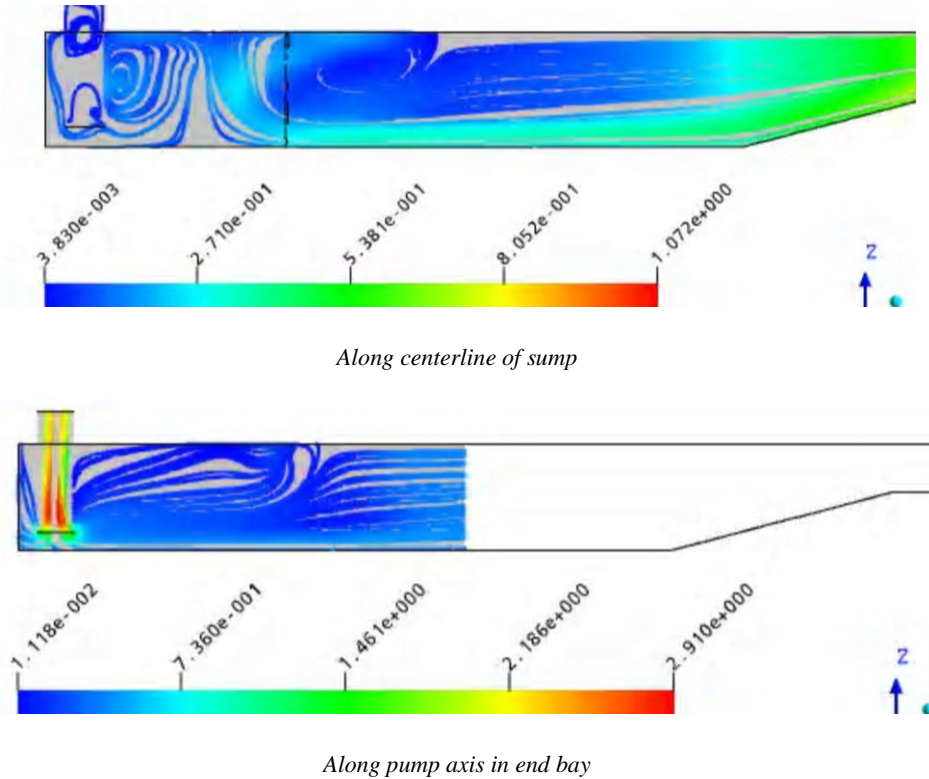 3.830e-003 2.710e-001 5.381e-001 8.052e-001 1.072e+000
Z
Along centerline of sump
1.118e-002 7.360e-001 1.461e+000 2.186e+000 2.910e+000
Z
Along pump axis in end bay